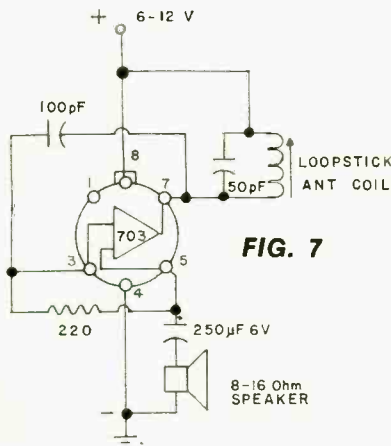 + 6-12 V
100pF
8
1
7
50pF
LOOPSTICK
ANT COIL
703
FIG. 7
3
5
4
220
250µF 6V
8-16 Ohm
SPEAKER
-